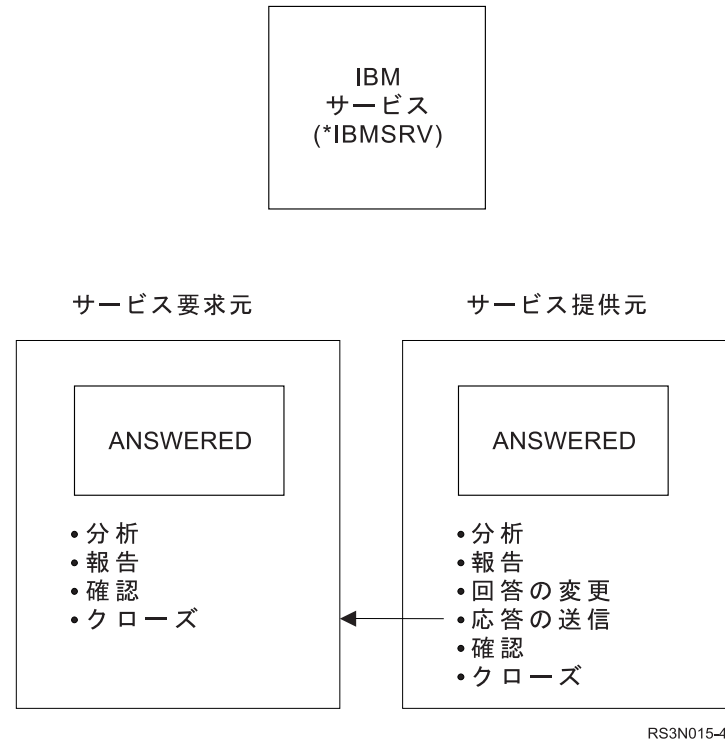 IBM
サービス
(*IBMSRV)
サービス要求元
サービス提供元
ANSWERED
•分析
•報告
•確認
•クローズ
ANSWERED
•分析
•報告
•回答の変更
•応答の送信
•確認
•クローズ
RS3N015-4